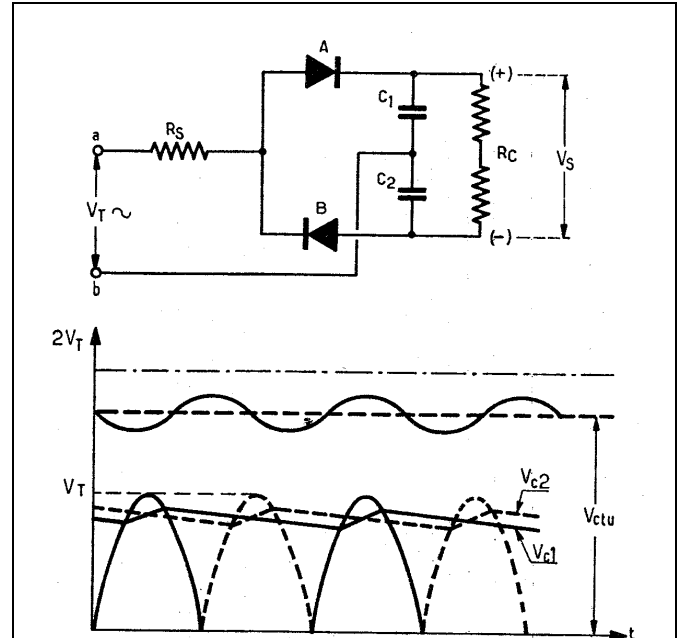 A
(+)
C1
a
RS
RC
VS
VT ∼
C2
B
(-)
b
2VT
VT
Vc2
Vctu
Vc1
t